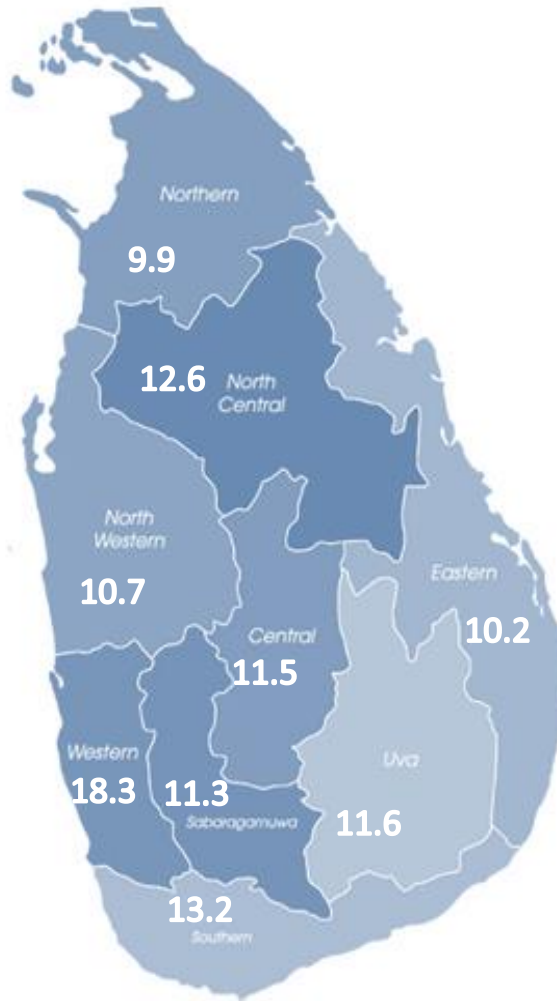 Northern
9.9
12.6
North
Central
North
Western
10.7
Eastern
10.2
Central
11.5
Western
18.3
11.3
Sabaragamuwa
Uva
11.6
13.2
Southern